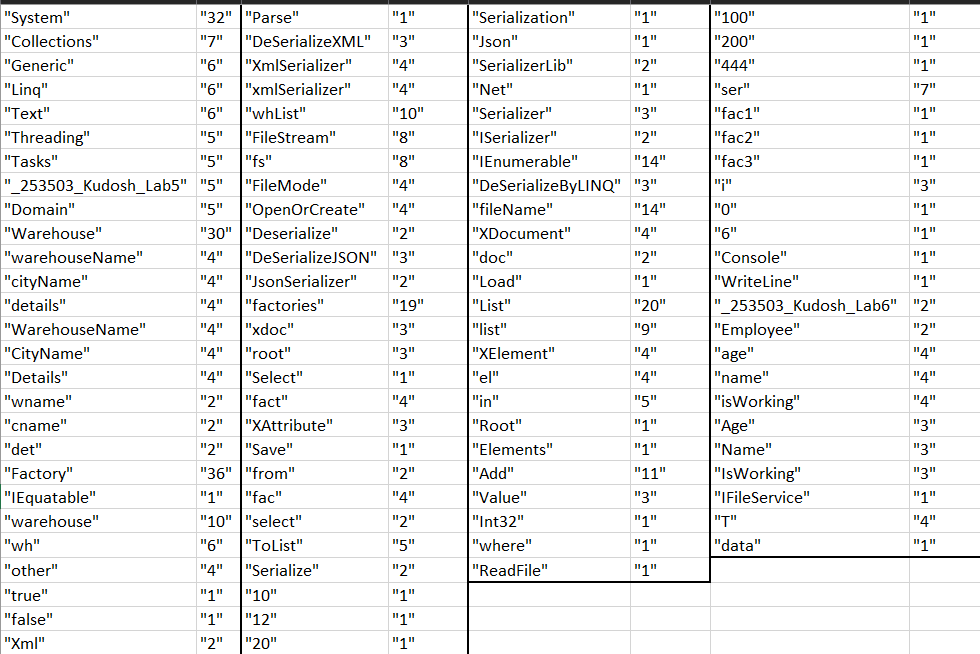 "System" "32" "Parse" "1" "Serialization" "1" "100" "1"
"Collections" "7" "DeSerializeXML" "3" "Json" "1" "200" "1"
"Generic" "6" "XmlSerializer" "4" "SerializerLib" "2" "444" "1"
"Linq" "6" "xmlSerializer" "4" "Net" "1" "ser" "7"
"Text" "6" "whList" "10" "Serializer" "3" "fac1" "1"
"Threading" "5" "FileStream" "8" "ISerializer" "2" "fac2" "1"
"Tasks" "5" "fs" "8" "IEnumerable" "14" "fac3" "1"
"_253503_Kudosh_Lab5" "5" "FileMode" "4" "DeSerializeByLINQ" "3" "i" "3"
"Domain" "5" "OpenOrCreate" "4" "fileName" "14" "0" "1"
"Warehouse" "30" "Deserialize" "2" "XDocument" "4" "6" "1"
"warehouseName" "4" "DeSerializeJSON" "3" "doc" "2" "Console" "1"
"cityName" "4" "JsonSerializer" "2" "Load" "1" "WriteLine" "1"
"details" "4" "factories" "19" "List" "20" "_253503_Kudosh_Lab6" "2"
"WarehouseName" "4" "xdoc" "3" "list" "9" "Employee" "2"
"CityName" "4" "root" "3" "XElement" "4" "age" "4"
"Details" "4" "Select" "1" "el" "4" "name" "4"
"wname" "2" "fact" "4" "in" "5" "isWorking" "4"
"cname" "2" "XAttribute" "3" "Root" "1" "Age" "3"
"det" "2" "Save" "1" "Elements" "1" "Name" "3"
"Factory" "36" "from" "2" "Add" "11" "IsWorking" "3"
"IEquatable" "1" "fac" "4" "Value" "3" "IFileService" "1"
"warehouse" "10" "select" "2" "Int32" "1" "T" "4"
"wh" "6" "ToList" "5" "where" "1" "data" "1"
"other" "4" "Serialize" "2" "ReadFile" "1"
"true" "1" "10" "1"
"false" "1" "12" "1"
"Xml" "2" "20" "1"